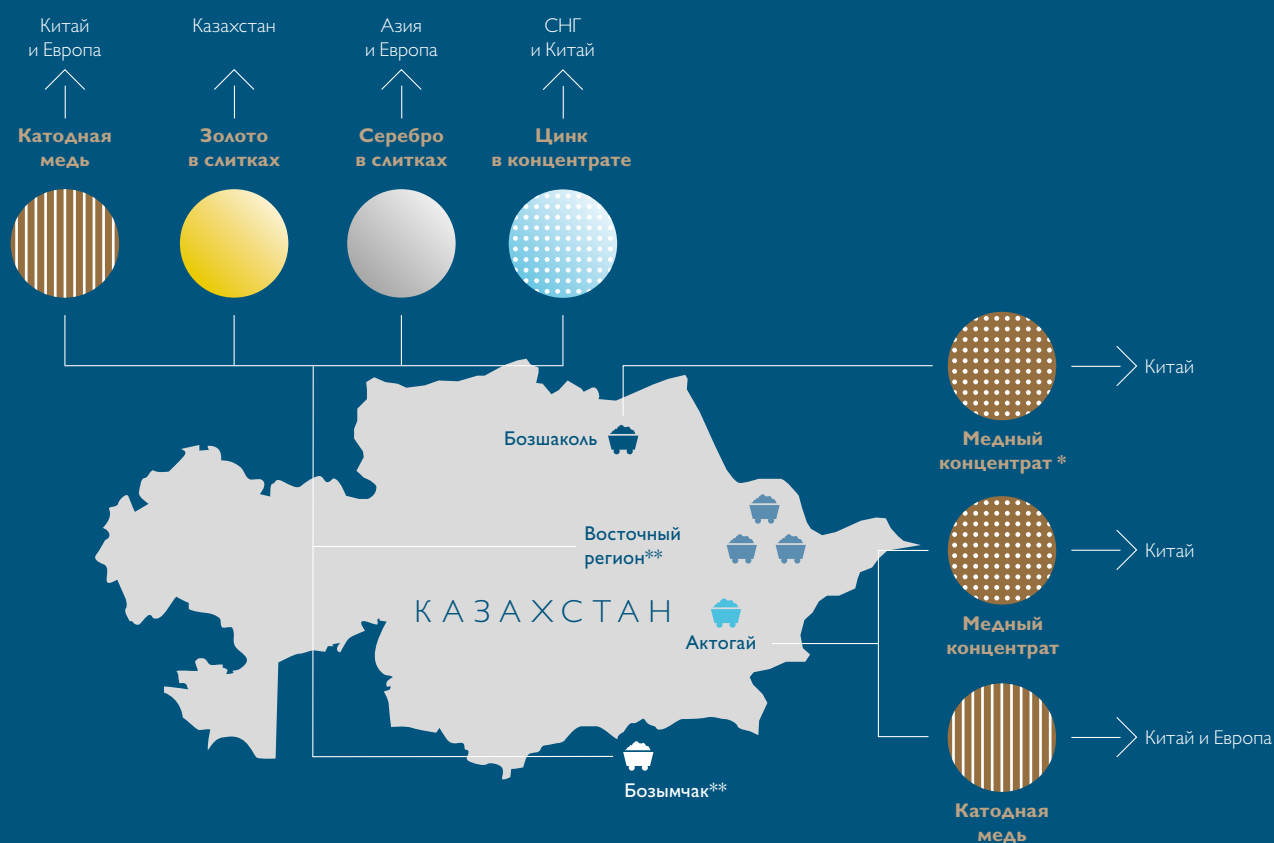 Китай
и Европа
Казахстан
Азия
и Европа
СНГ
и Китай
Катодная
медь
Золото
в слитках
Серебро
в слитках
Цинк
в концентрате
Бозшаколь
Китай
Медный
концентрат *
Восточный
регион**
Китай
КАЗАХСТАН
Актогай
Медный
концентрат
Китай и Европа
Бозымчак**
Катодная
медь